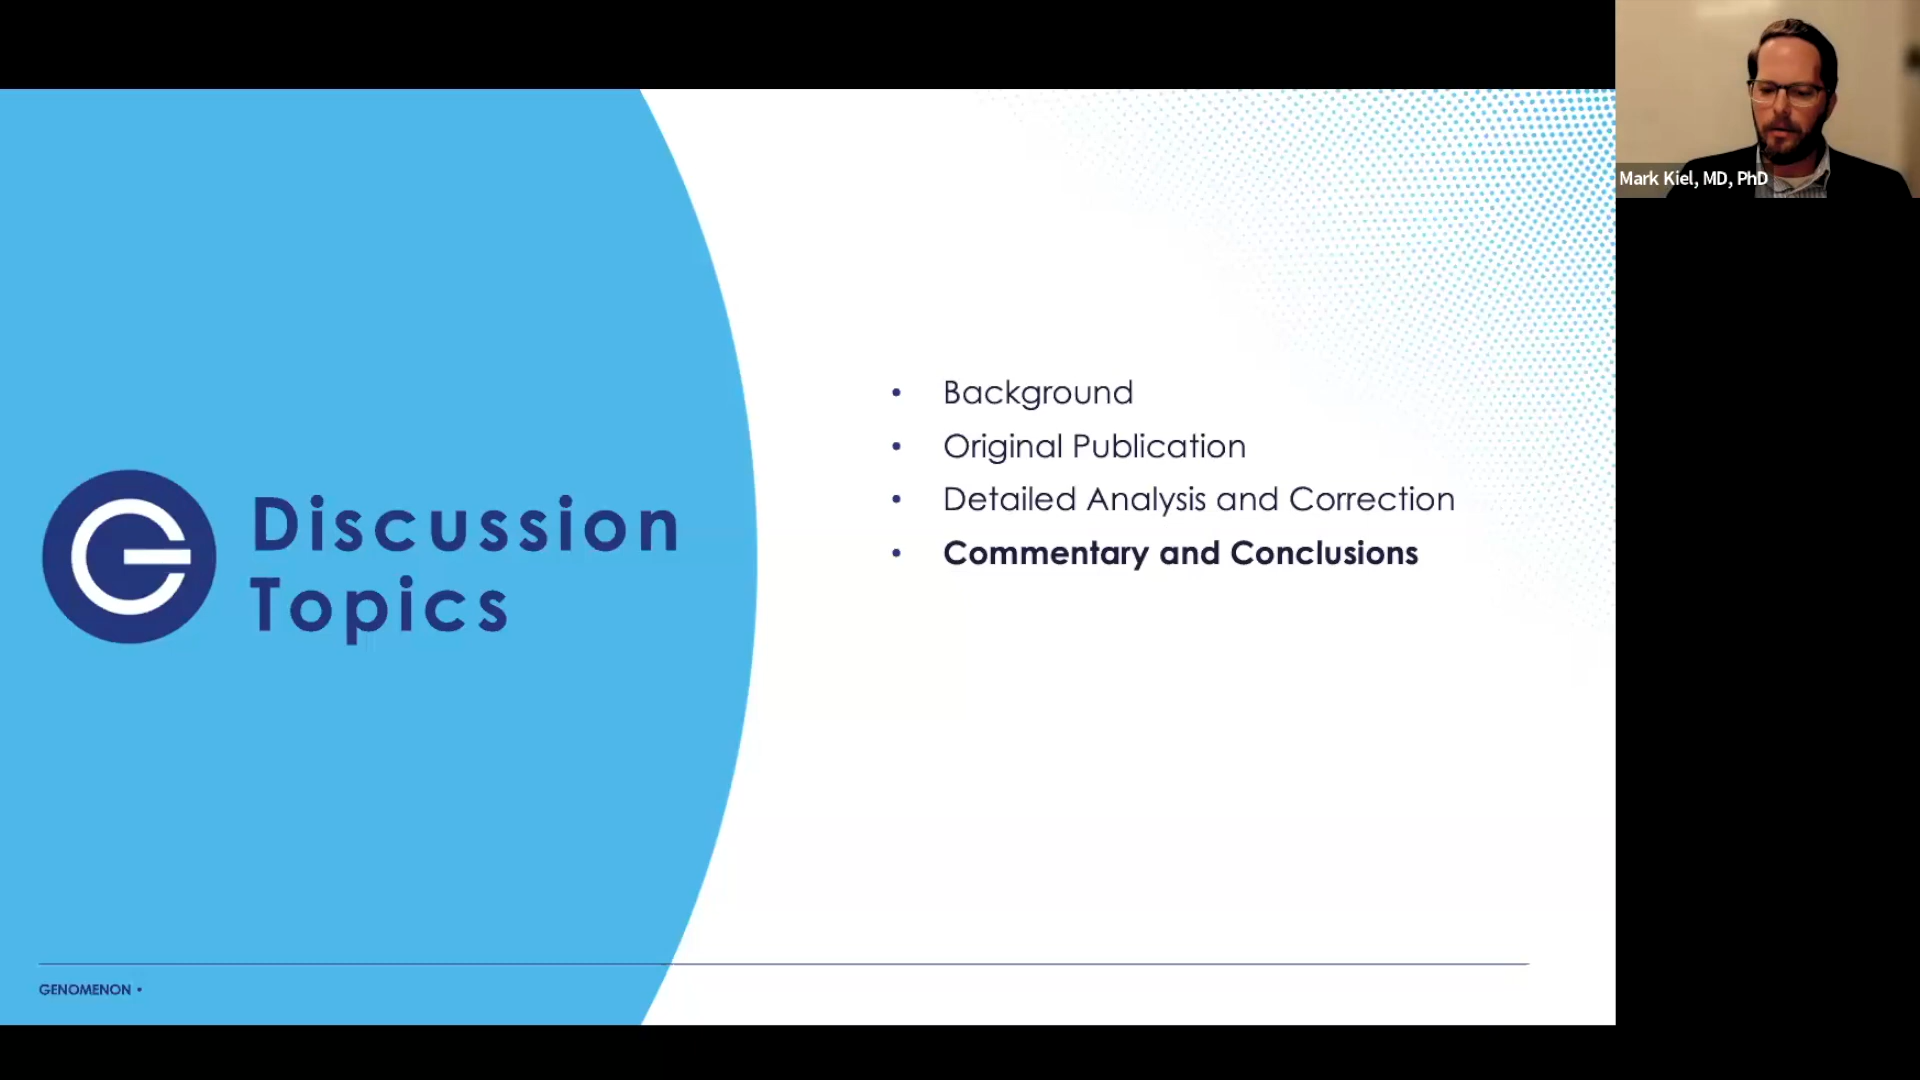 Discussion
Topics
• Background
• Original Publication
• Detailed Analysis and Correction
• Commentary and Conclusions
GENOMENON •
Mark Kiel, MD, PhD